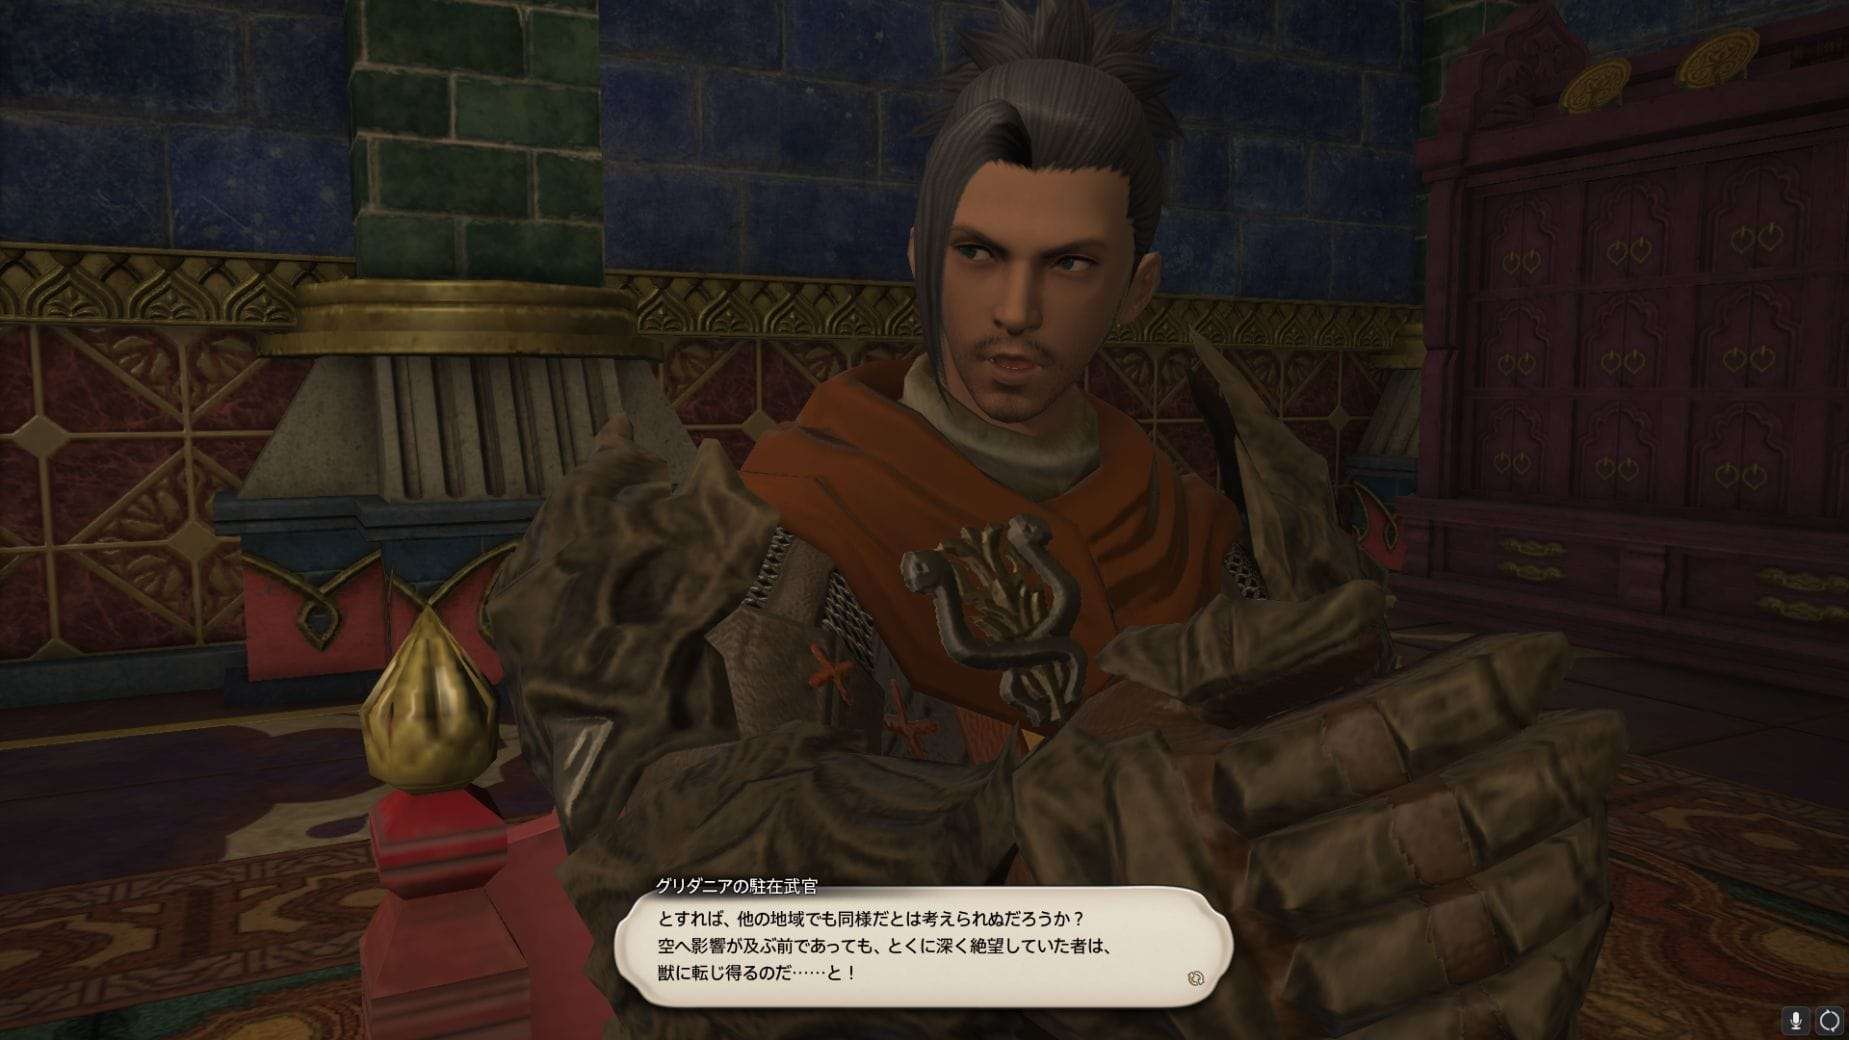 グリダニアの駐在武官
とすれば、他の地域でも同様だとは考えられぬだろうか？
空へ影響が及ぶ前であっても、とくに深く絶望していた者は、
獣に転じ得るのだ……と！